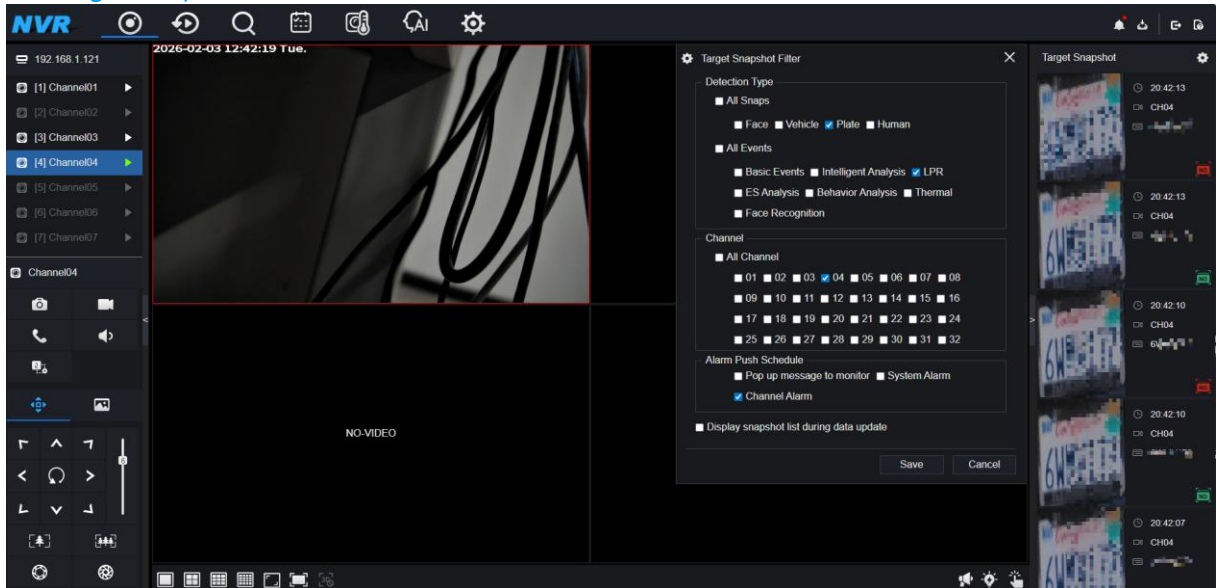 NVR
AI
192.168.1.121
[1] Channel01
[2] Channel02
[3] Channel03
[4] Channel04
[5] Channel05
[6] Channel06
[7] Channel07
Channel04
2026-02-03 12:42:19 Tue.
NO-VIDEO
Target Snapshot Filter
Detection Type
All Snaps
Face Vehicle Plate Human
All Events
Basic Events Intelligent Analysis LPR
ES Analysis Behavior Analysis Thermal
Face Recognition
Channel
All Channel
01 02 03 04 05 06 07 08
09 10 11 12 13 14 15 16
17 18 19 20 21 22 23 24
25 26 27 28 29 30 31 32
Alarm Push Schedule
Pop up message to monitor System Alarm
Channel Alarm
Display snapshot list during data update
Save Cancel
Target Snapshot
20:42:13
CH04
20:42:13
CH04
20:42:10
CH04
20:42:10
CH04
20:42:07
CH04